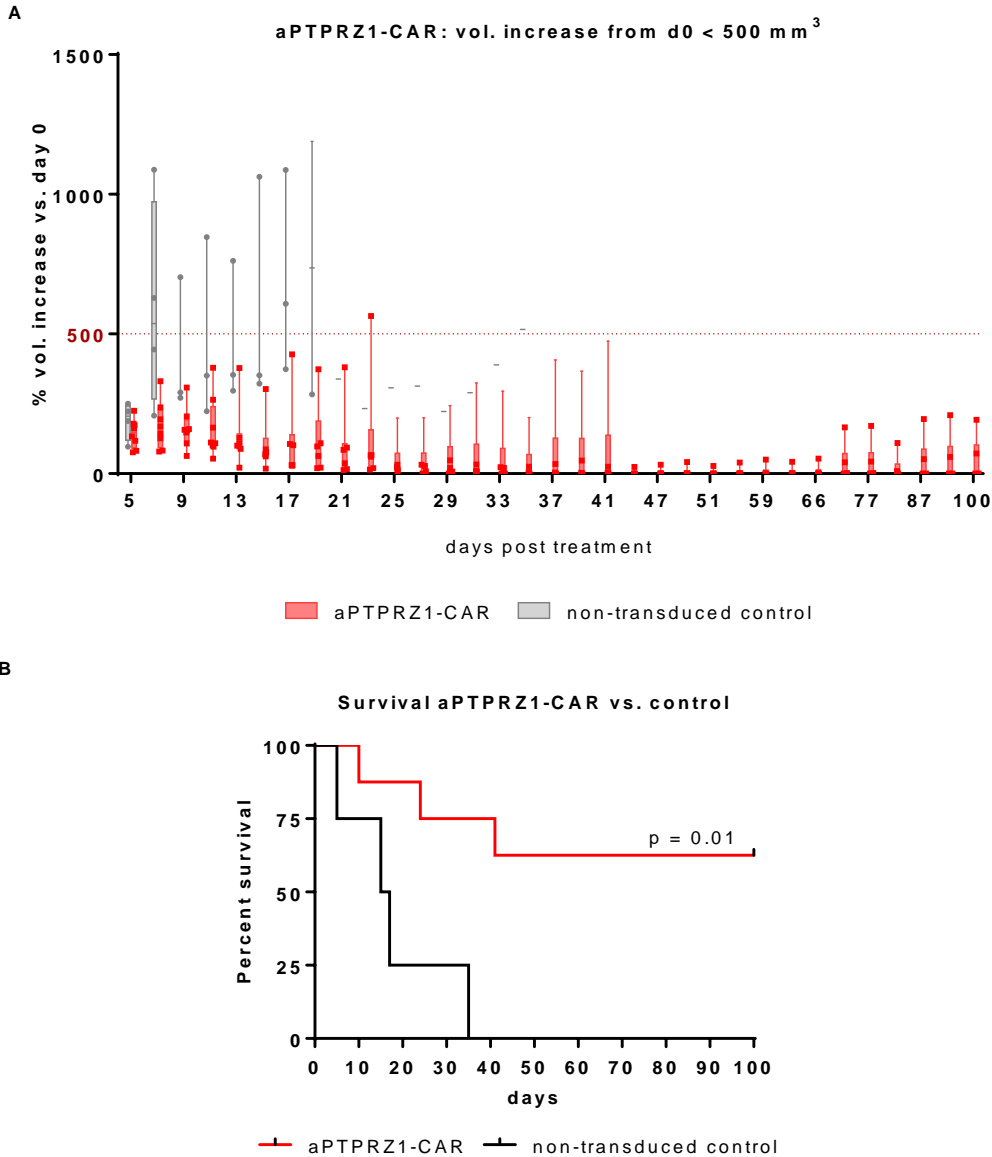 A
aPTPRZ1-CAR: vol. increase from d0 < 500 mm³
% vol. increase vs. day 0
1500
1000
500
0
5 9 13 17 21 25 29 33 37 41 47 51 59 66 77 87 100
days post treatment
aPTPRZ1-CAR non-transduced control
B
Survival aPTPRZ1-CAR vs. control
Percent survival
100
75
50
25
0
p = 0.01
0 10 20 30 40 50 60 70 80 90 100
days
aPTPRZ1-CAR non-transduced control